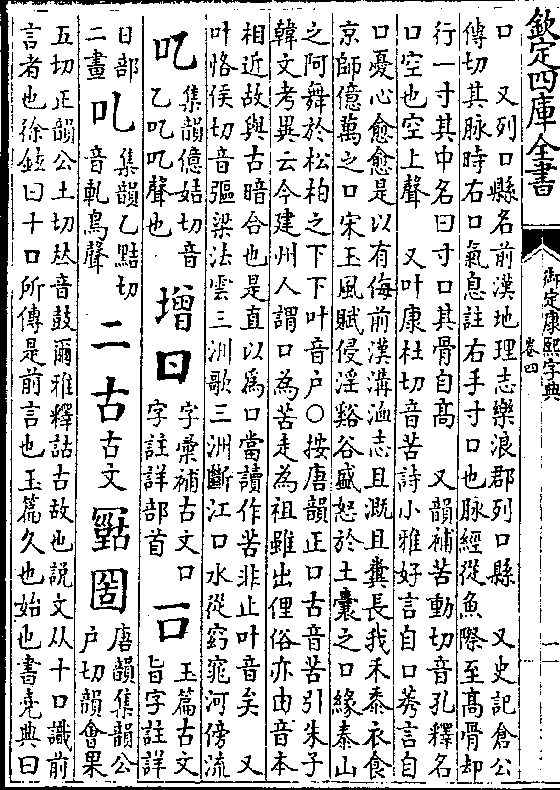 欽定四庫全書
御定康熙字典
卷四
口　又列口縣名前漢地理志樂浪郡列口縣　又史記倉公
傳切其脉時右口氣急註右手寸口也脉經從魚際至高骨却
行一寸其中名曰寸口其骨自高　又韻補苦動切音孔釋名
口空也空上聲　又叶康杜切音苦詩小雅好言自口莠言自
口憂心愈愈是以有侮前漢溝洫志且溉且糞長我禾黍衣食
京師億萬之口宋玉風賦侵淫谿谷盛怒於土囊之口緣泰山
之阿舞於松柏之下下叶音户○按唐韻正口古音苦引朱子
韓文考異云今建州人謂口為苦走為祖雖出俚俗亦由音本
相近故與古暗合也是直以為口當讀作苦非止叶音矣　又
叶恪侯切音彄梁法雲三洲歌三洲斷江口水從窈窕河傍流
𠮙　集韻億姞切音乙𠮙𠮙聲也　增𠙵　字彙補古文口字註詳部首　𠮛　玉篇古文旨字註詳日部
二畫　𠮜　集韻乙點切音軋鳥聲　二　古　古文　𠖠　𡇣　唐韻集韻公户切韻會果
五切正韻公土切𠀤音鼓爾雅釋詁古故也說文从十口識前
言者也徐鉉曰十口所傳是前言也玉篇久也始也書堯典曰